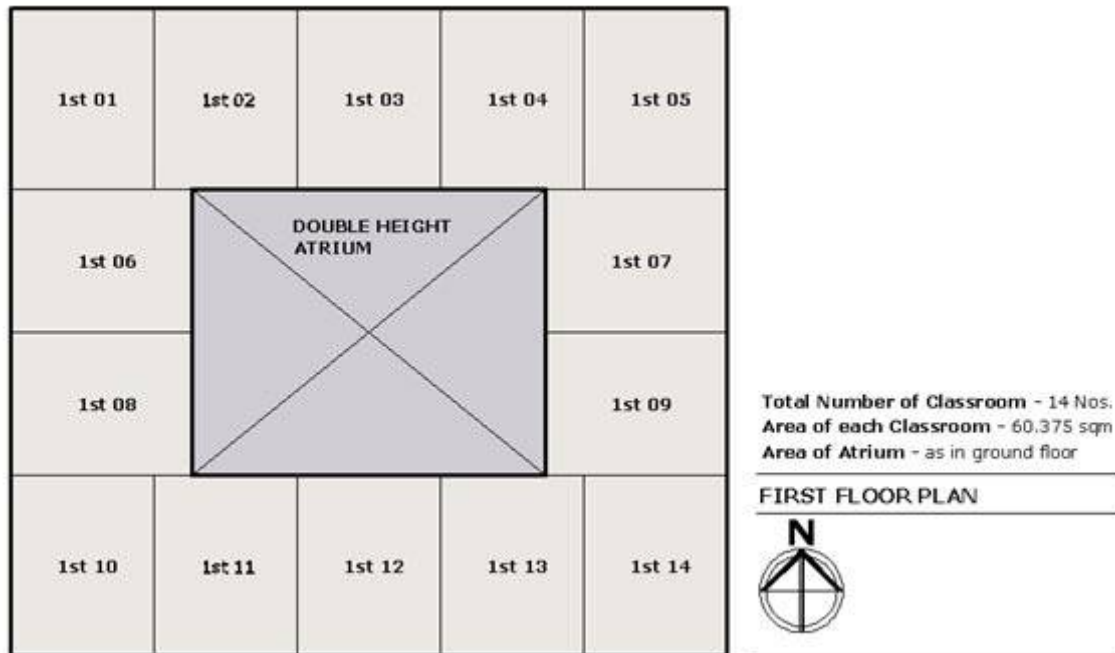 1st 01
1st 02
1st 03
1st 04
1st 05
DOUBLE HEIGHT
ATRIUM
1st 06
1st 07
1st 08
1st 09
1st 10
1st 11
1st 12
1st 13
1st 14
Total Number of Classroom - 14 Nos.
Area of each Classroom - 60.375 sqm
Area of Atrium - as in ground floor
FIRST FLOOR PLAN
N